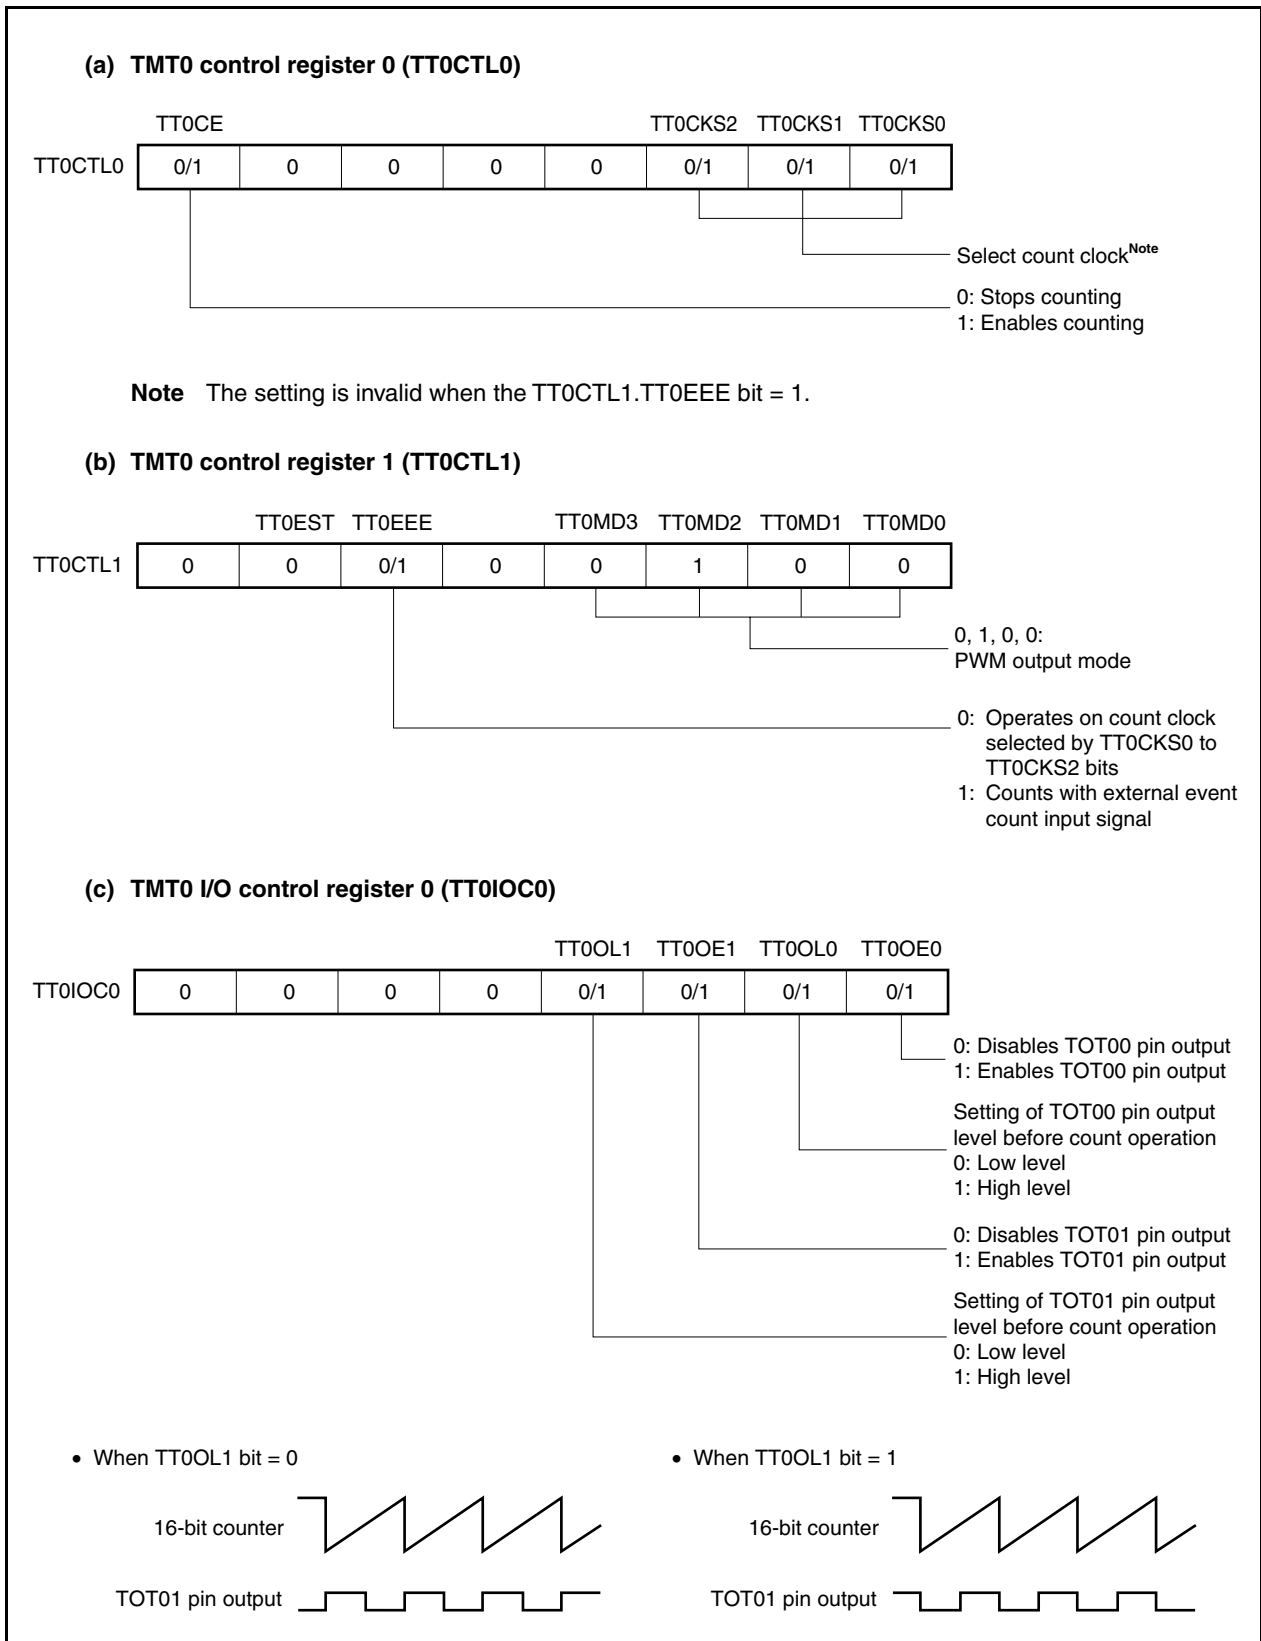 (a) TMT0 control register 0 (TT0CTL0)
TT0CE TT0CKS2 TT0CKS1 TT0CKS0
TT0CTL0 0/1 0 0 0 0 0/1 0/1 0/1
Select count clockNote
0: Stops counting
1: Enables counting
Note The setting is invalid when the TT0CTL1.TT0EEE bit = 1.
(b) TMT0 control register 1 (TT0CTL1)
TT0EST TT0EEE TT0MD3 TT0MD2 TT0MD1 TT0MD0
TT0CTL1 0 0 0/1 0 0 1 0 0
0, 1, 0, 0:
PWM output mode
0: Operates on count clock
selected by TT0CKS0 to
TT0CKS2 bits
1: Counts with external event
count input signal
(c) TMT0 I/O control register 0 (TT0IOC0)
TT0OL1 TT0OE1 TT0OL0 TT0OE0
TT0IOC0 0 0 0 0 0/1 0/1 0/1 0/1
0: Disables TOT00 pin output
1: Enables TOT00 pin output
Setting of TOT00 pin output
level before count operation
0: Low level
1: High level
0: Disables TOT01 pin output
1: Enables TOT01 pin output
Setting of TOT01 pin output
level before count operation
0: Low level
1: High level
• When TT0OL1 bit = 0
16-bit counter
TOT01 pin output
• When TT0OL1 bit = 1
16-bit counter
TOT01 pin output